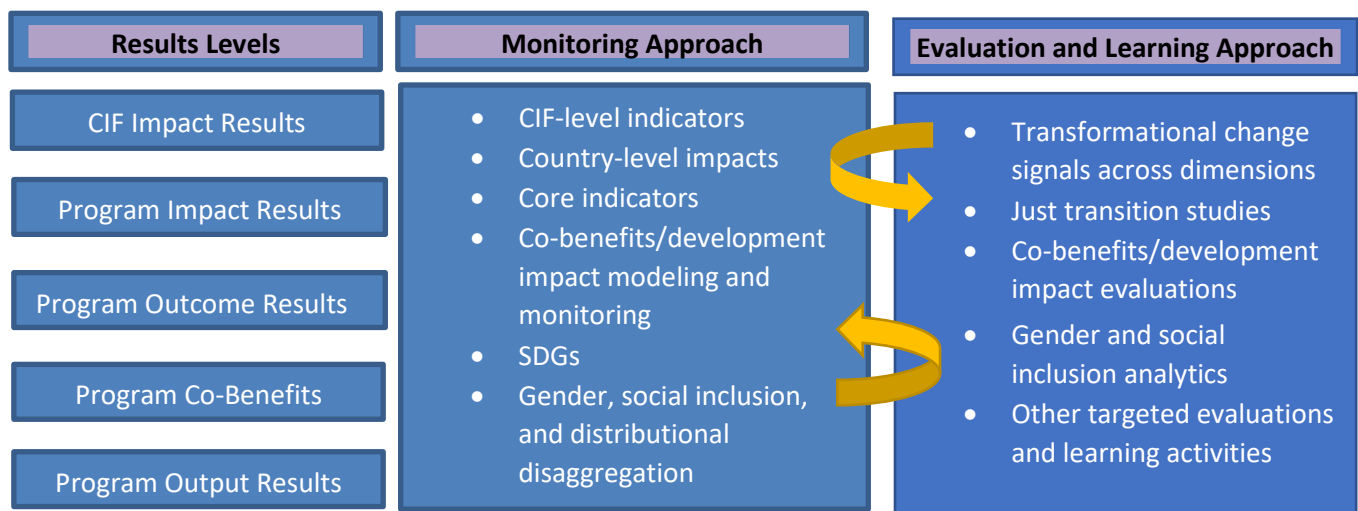 Results Levels
CIF Impact Results
Program Impact Results
Program Outcome Results
Program Co-Benefits
Program Output Results
Monitoring Approach
• CIF-level indicators
• Country-level impacts
• Core indicators
• Co-benefits/development
impact modeling and
monitoring
• SDGs
• Gender, social inclusion,
and distributional
disaggregation
Evaluation and Learning Approach
• Transformational change
signals across dimensions
• Just transition studies
• Co-benefits/development
impact evaluations
• Gender and social
inclusion analytics
• Other targeted evaluations
and learning activities